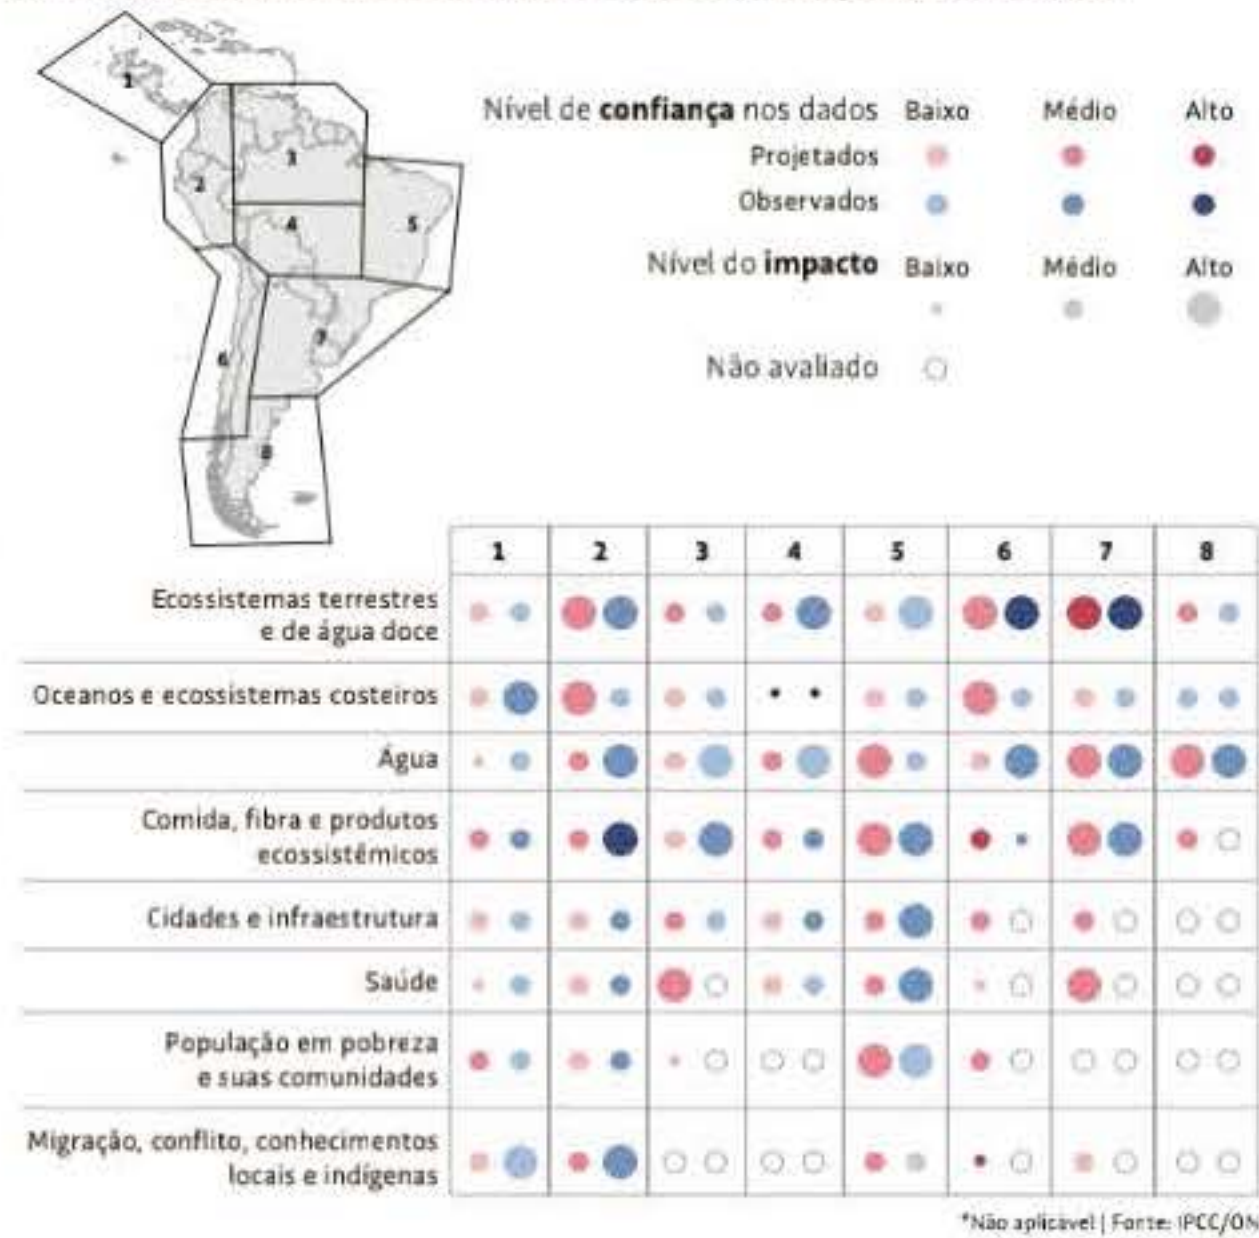 1
2
3
4
5
6
7
8
Nível de confiança nos dados Baixo Médio Alto
Projetados
Observados
Nível do impacto Baixo Médio Alto
Não avaliado
1 2 3 4 5 6 7 8
Ecossistemas terrestres
e de água doce
Oceanos e ecossistemas costeiros
* *
Água
Comida, fibra e produtos
ecossistêmicos
Cidades e infraestrutura
Saúde
População em pobreza
e suas comunidades
Migração, conflito, conhecimentos
locais e indígenas
*Não aplicável | Fonte: IPCC/ON